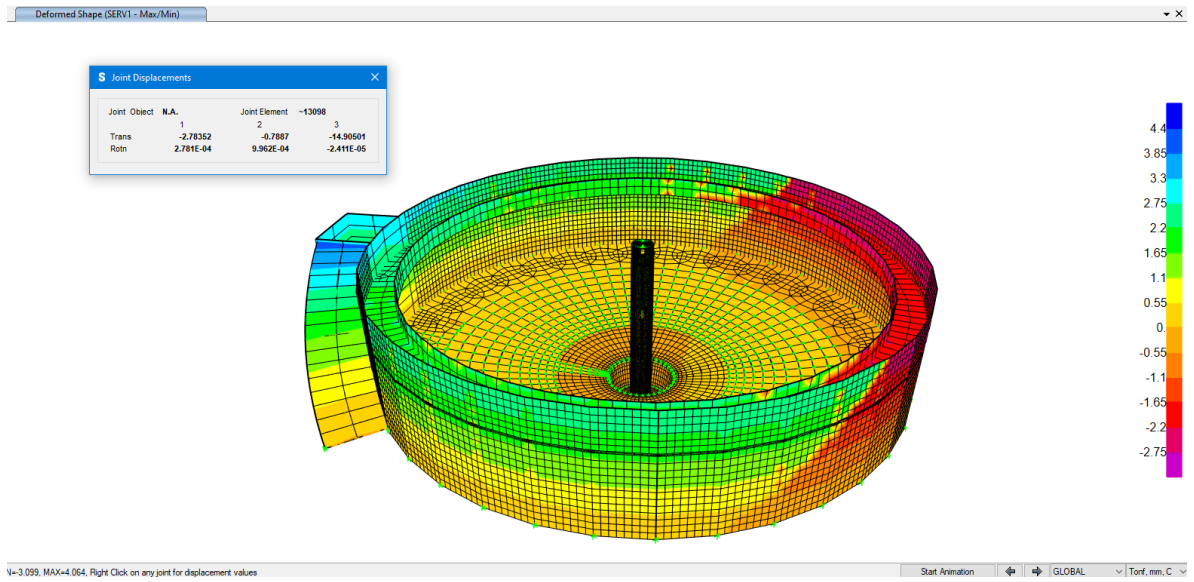 Deformed Shape (SERV1 - Max/Min)
S Joint Displacements
Joint Object N.A. Joint Element ~13098
1 2 3
Trans -2.78352 -0.7887 -14.90501
Rotn 2.781E-04 9.962E-04 -2.411E-05
4.4
3.85
3.3
2.75
2.2
1.65
1.1
0.55
0.
-0.55
-1.1
-1.65
-2.2
-2.75
N=-3.099, MAX=4.064, Right Click on any joint for displacement values
Start Animation GLOBAL Tonf, mm, C